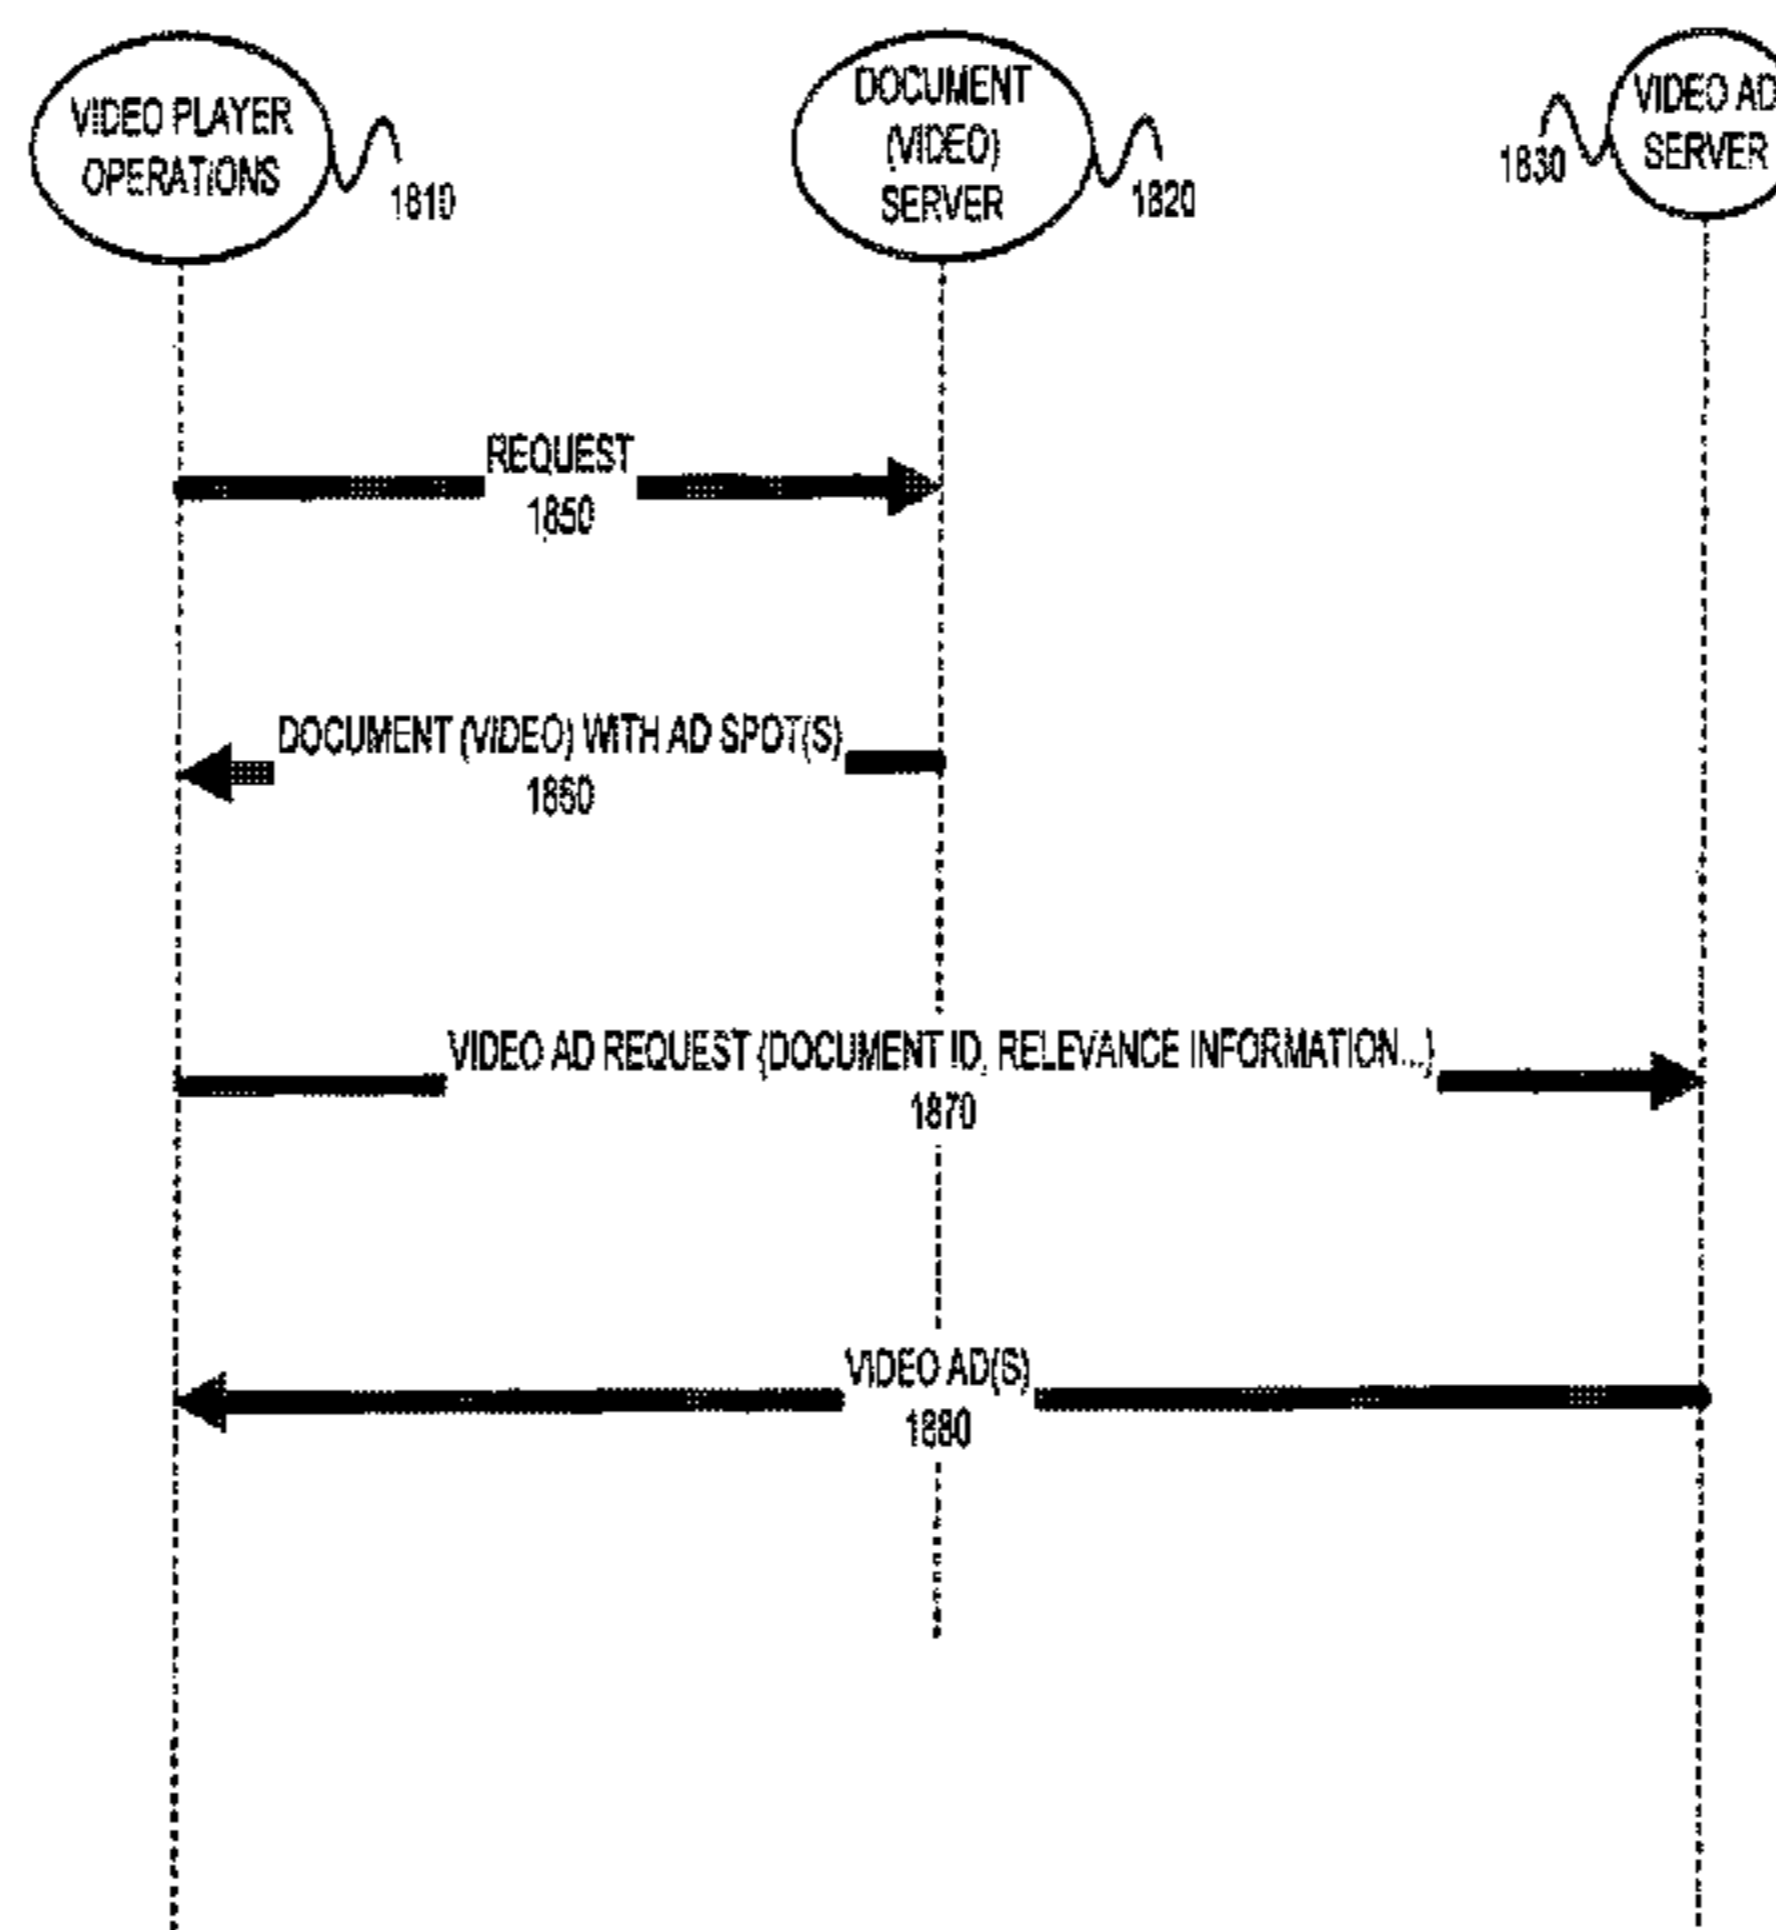 VIDEO PLAYER
OPERATIONS
1810
DOCUMENT
(VIDEO)
SERVER
1820
1830
VIDEO AD
SERVER
REQUEST
1850
DOCUMENT (VIDEO) WITH AD SPOT(S)
1860
VIDEO AD REQUEST (DOCUMENT ID, RELEVANCE INFORMATION...)
1870
VIDEO AD(S)
1880